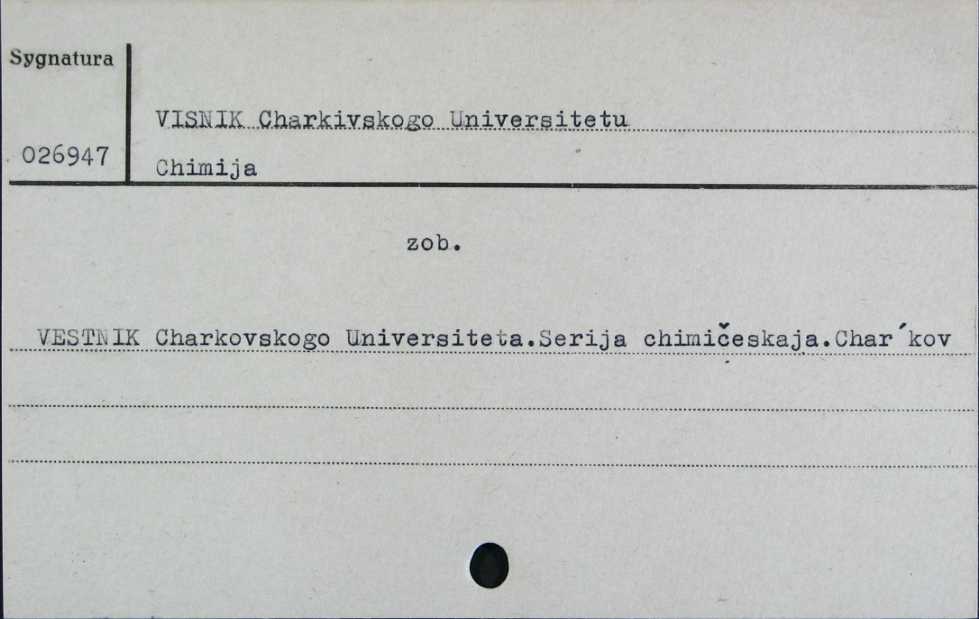 Sygnatura
VISNIK Charkivskogo Universitetu
026947
Chimija
zob.
VESTNIK Charkovskogo Universiteta.Serija chimičeskaja.Char´kov